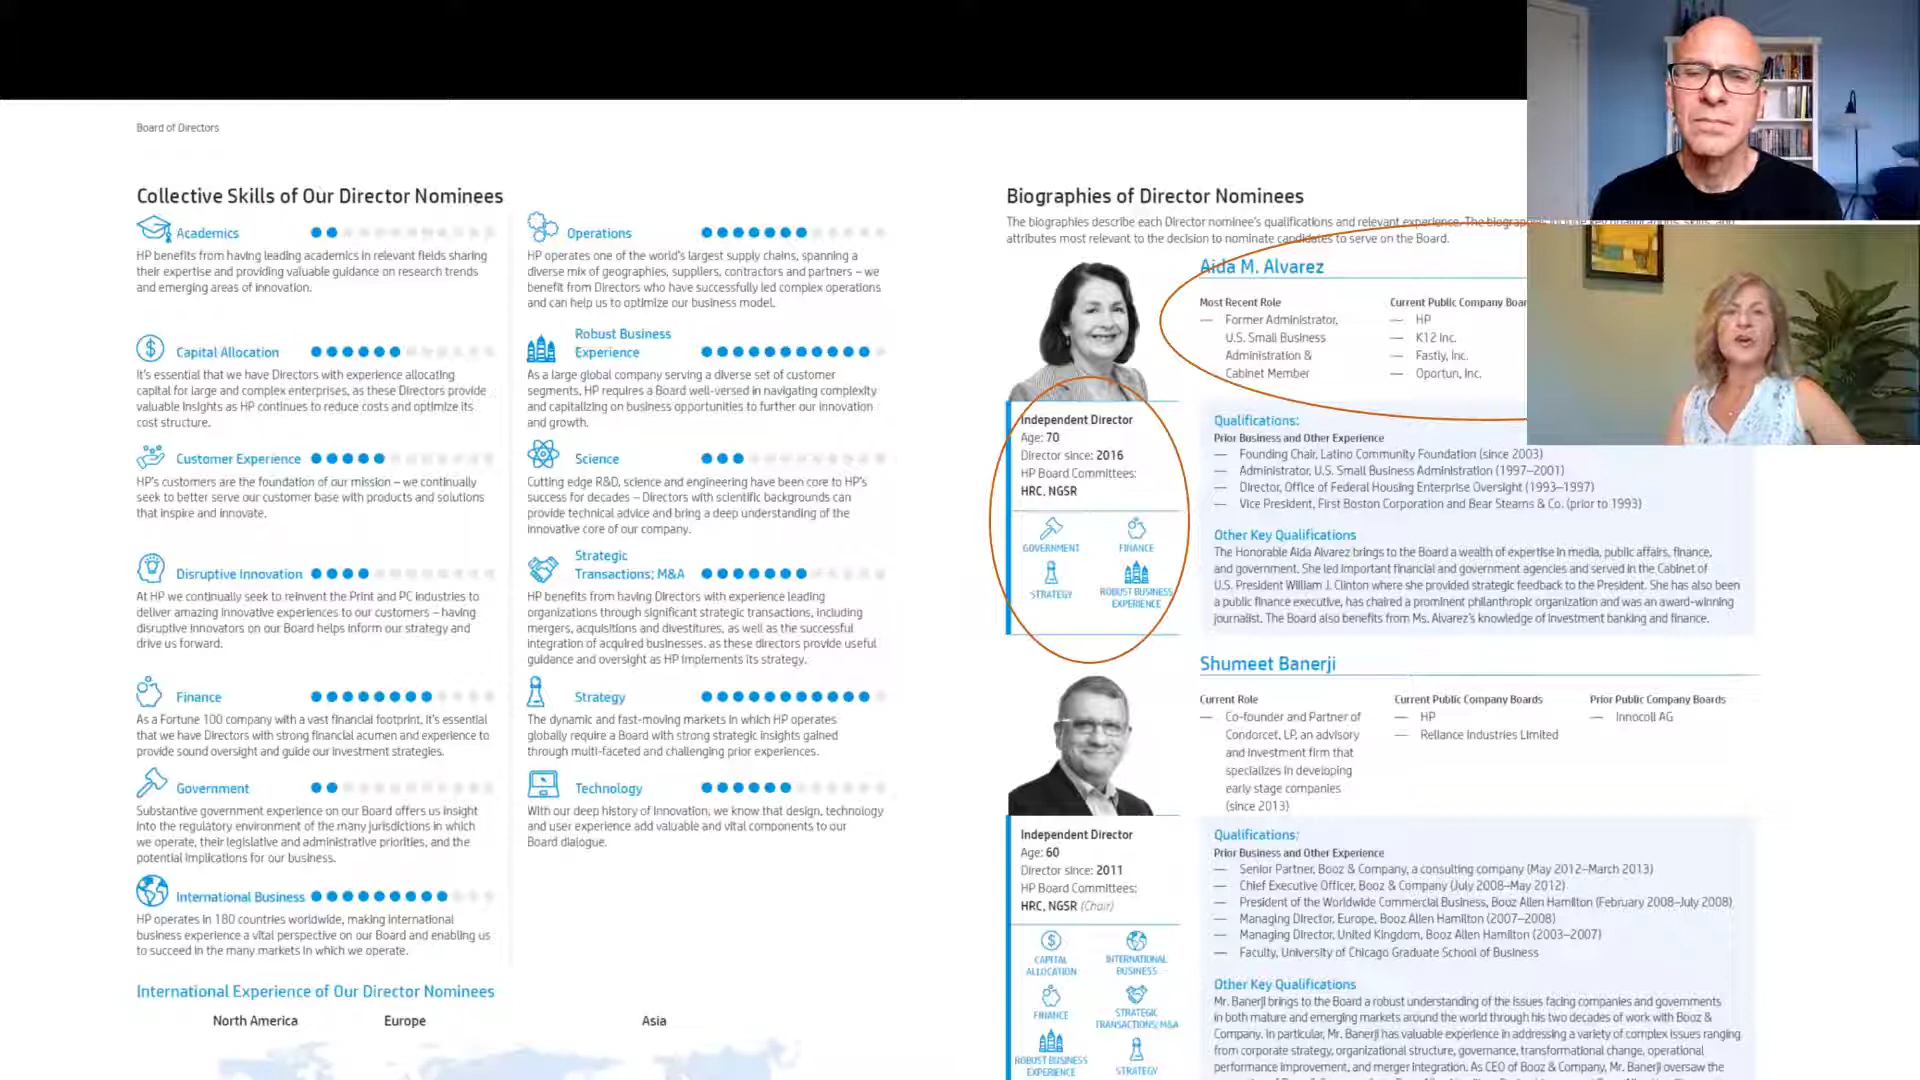 Board of Directors
Collective Skills of Our Director Nominees
Academics
HP benefits from having leading academics in relevant fields sharing
their expertise and providing valuable guidance on research trends
and emerging areas of innovation.
Capital Allocation
It's essential that we have Directors with experience allocating
capital for large and complex enterprises, as these Directors provide
valuable insights as HP continues to reduce costs and optimize its
cost structure.
Customer Experience
HP's customers are the foundation of our mission – we continually
seek to better serve our customer base with products and solutions
that inspire and innovate.
Disruptive Innovation
At HP we continually seek to reinvent the Print and PC industries to
deliver amazing innovative experiences to our customers – having
disruptive innovators on our Board helps inform our strategy and
drive us forward.
Finance
As a Fortune 100 company with a vast financial footprint, it's essential
that we have Directors with strong financial acumen and experience to
provide sound oversight and guide our investment strategies.
Government
Substantive government experience on our Board offers us insight
into the regulatory environment of the many jurisdictions in which
we operate, their legislative and administrative priorities, and the
potential implications for our business.
International Business
HP operates in 180 countries worldwide, making international
business experience a vital perspective on our Board and enabling us
to succeed in the many markets in which we operate.
Operations
HP operates one of the world's largest supply chains, spanning a
diverse mix of geographies, suppliers, contractors and partners – we
benefit from Directors who have successfully led complex operations
and can help us to optimize our business model.
Robust Business
Experience
As a large global company serving a diverse set of customer
segments, HP requires a Board well-versed in navigating complexity
and capitalizing on business opportunities to further our innovation
and growth.
Science
Cutting edge R&D, science and engineering have been core to HP's
success for decades – Directors with scientific backgrounds can
provide technical advice and bring a deep understanding of the
innovative core of our company.
Strategic
Transactions; M&A
HP benefits from having Directors with experience leading
organizations through significant strategic transactions, including
mergers, acquisitions and divestitures, as well as the successful
integration of acquired businesses. as these directors provide useful
guidance and oversight as HP implements its strategy.
Strategy
The dynamic and fast-moving markets in which HP operates
globally require a Board with strong strategic insights gained
through multi-faceted and challenging prior experiences.
Technology
With our deep history of innovation, we know that design, technology
and user experience add valuable and vital components to our
Board dialogue.
International Experience of Our Director Nominees
North America Europe Asia
Biographies of Director Nominees
The biographies describe each Director nominee's qualifications and relevant experience. The biographies include key qualifications, skills, and
attributes most relevant to the decision to nominate candidates to serve on the Board.
Aida M. Alvarez
Most Recent Role
— Former Administrator,
U.S. Small Business
Administration &
Cabinet Member
Current Public Company Boar
— HP
— K12 Inc.
— Fastly, Inc.
— Oportun, Inc.
Independent Director
Age: 70
Director since: 2016
HP Board Committees:
HRC, NGSR
GOVERNMENT
FINANCE
STRATEGY
ROBUST BUSINESS
EXPERIENCE
Qualifications:
Prior Business and Other Experience
— Founding Chair, Latino Community Foundation (since 2003)
— Administrator, U.S. Small Business Administration (1997–2001)
— Director, Office of Federal Housing Enterprise Oversight (1993–1997)
— Vice President, First Boston Corporation and Bear Stearns & Co. (prior to 1993)
Other Key Qualifications
The Honorable Aida Alvarez brings to the Board a wealth of expertise in media, public affairs, finance,
and government. She led important financial and government agencies and served in the Cabinet of
U.S. President William J. Clinton where she provided strategic feedback to the President. She has also been
a public finance executive, has chaired a prominent philanthropic organization and was an award-winning
journalist. The Board also benefits from Ms. Alvarez's knowledge of investment banking and finance.
Shumeet Banerji
Current Role
— Co-founder and Partner of
Condorcet, LP, an advisory
and investment firm that
specializes in developing
early stage companies
(since 2013)
Current Public Company Boards
— HP
— Reliance Industries Limited
Prior Public Company Boards
— Innocoll AG
Independent Director
Age: 60
Director since: 2011
HP Board Committees:
HRC, NGSR (Chair)
CAPITAL
ALLOCATION
INTERNATIONAL
BUSINESS
FINANCE
STRATEGIC
TRANSACTIONS; M&A
ROBUST BUSINESS
EXPERIENCE
STRATEGY
Qualifications:
Prior Business and Other Experience
— Senior Partner, Booz & Company, a consulting company (May 2012–March 2013)
— Chief Executive Officer, Booz & Company (July 2008–May 2012)
— President of the Worldwide Commercial Business, Booz Allen Hamilton (February 2008–July 2008)
— Managing Director, Europe, Booz Allen Hamilton (2007–2008)
— Managing Director, United Kingdom, Booz Allen Hamilton (2003–2007)
— Faculty, University of Chicago Graduate School of Business
Other Key Qualifications
Mr. Banerji brings to the Board a robust understanding of the issues facing companies and governments
in both mature and emerging markets around the world through his two decades of work with Booz &
Company. In particular, Mr. Banerji has valuable experience in addressing a variety of complex issues ranging
from corporate strategy, organizational structure, governance, transformational change, operational
performance improvement, and merger integration. As CEO of Booz & Company, Mr. Banerji oversaw the